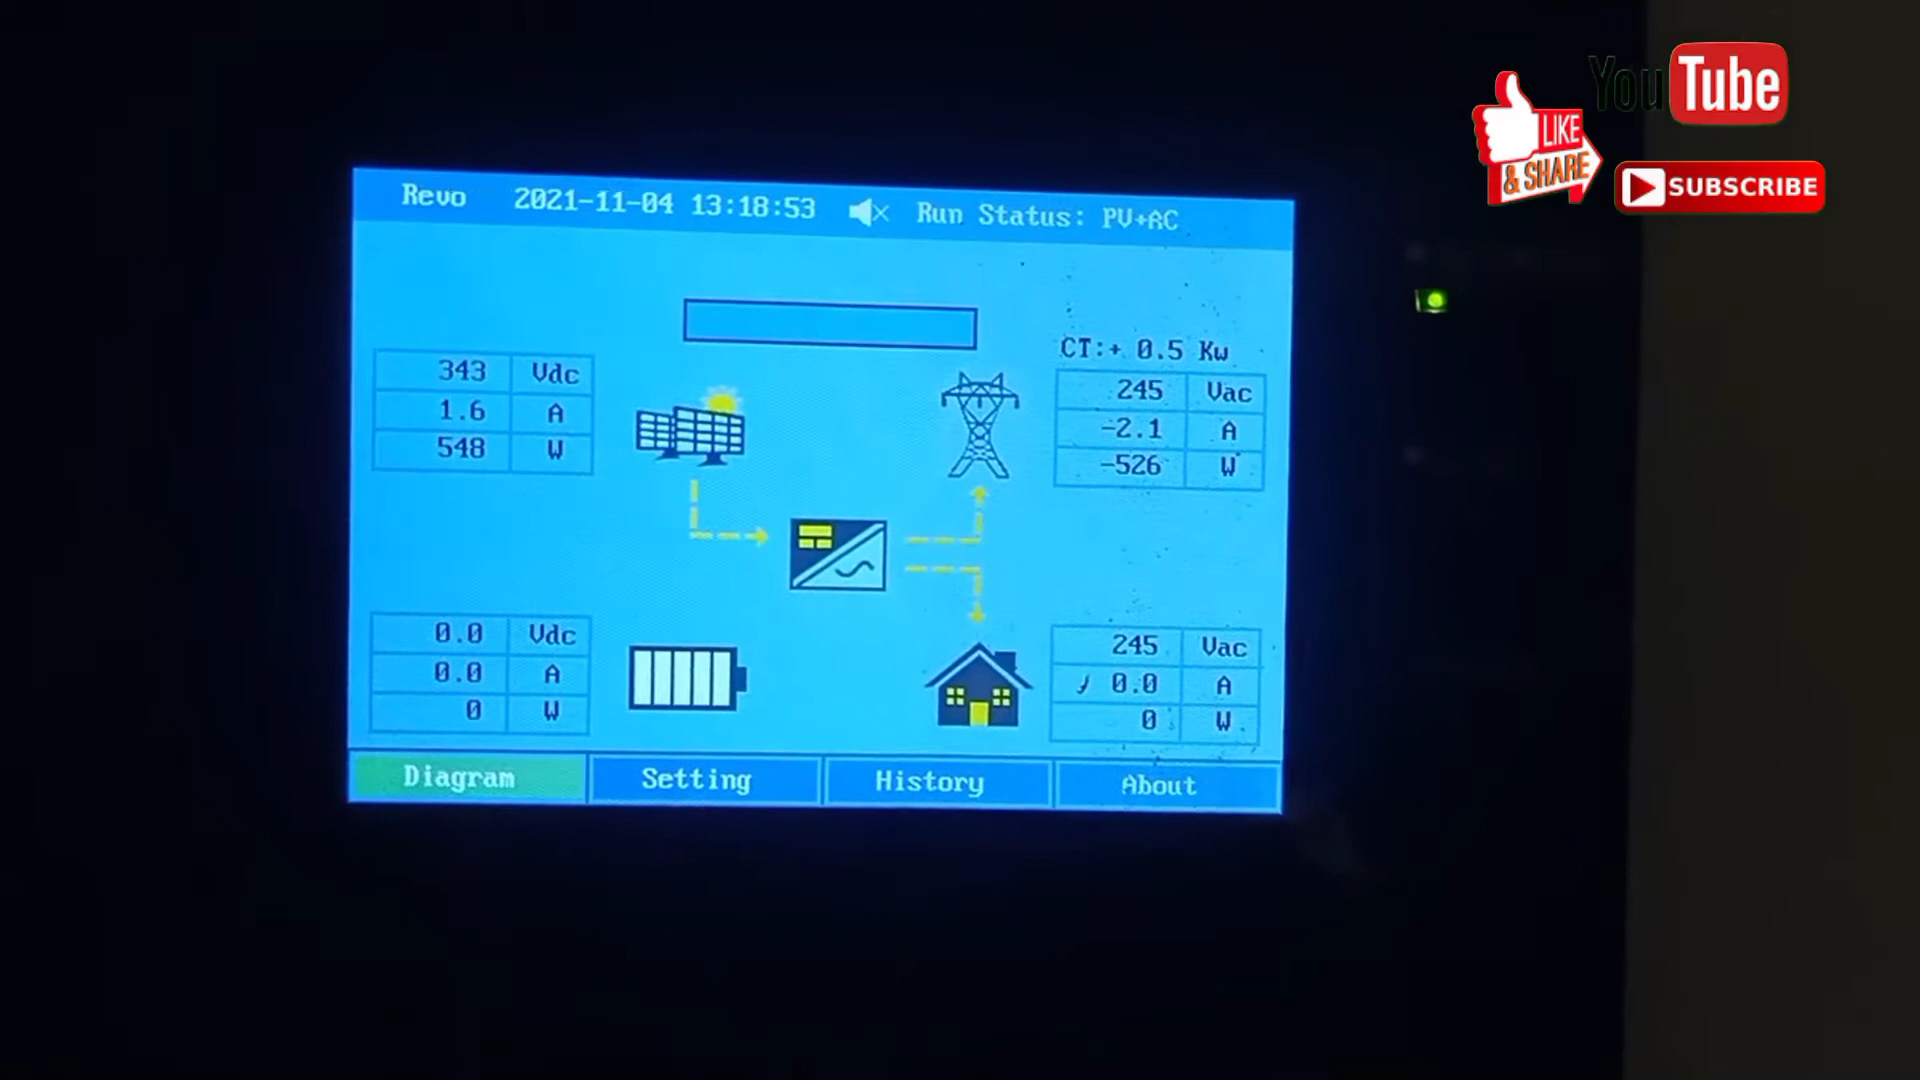 YouTube
LIKE
& SHARE
SUBSCRIBE
Revo 2021-11-04 13:18:53 Run Status: PV+AC
CT:+ 0.5 Kw
343 Vdc
1.6 A
548 W
245 Vac
-2.1 A
-526 W
0.0 Vdc
0.0 A
0 W
245 Vac
0.0 A
0 W
Diagram Setting History About